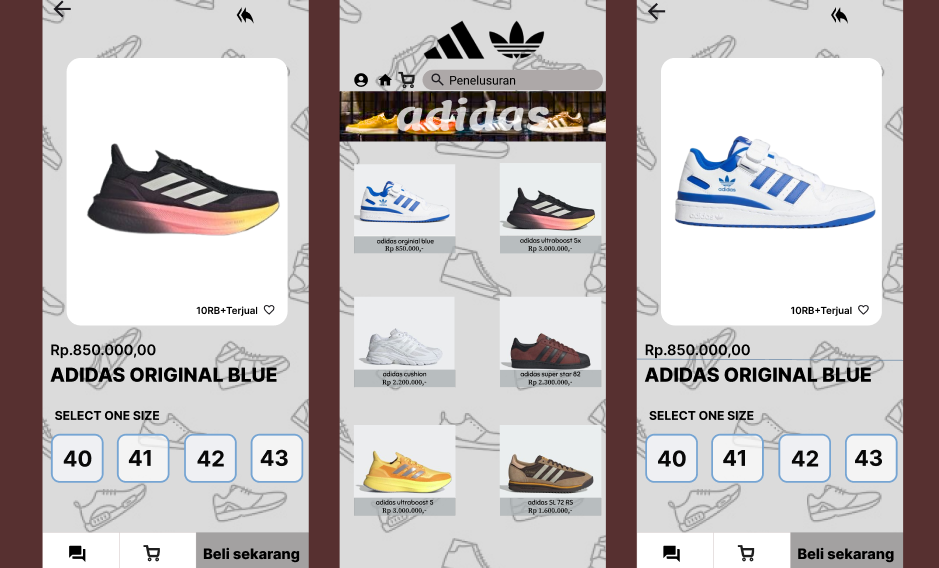 10RB+Terjual
Rp.850.000,00
ADIDAS ORIGINAL BLUE
SELECT ONE SIZE
40 41 42 43
Beli sekarang
Penelusuran
adidas
adidas orginial blue
Rp 850.000,-
adidas ultraboost 5x
Rp 3.000.000,-
adidas cushion
Rp 2.200.000,-
adidas super star 82
Rp 2.300.000,-
adidas ultraboost 5
Rp 3.000.000,-
adidas SL 72 RS
Rp 1.600.000,-
10RB+Terjual
Rp.850.000,00
ADIDAS ORIGINAL BLUE
SELECT ONE SIZE
40 41 42 43
Beli sekarang